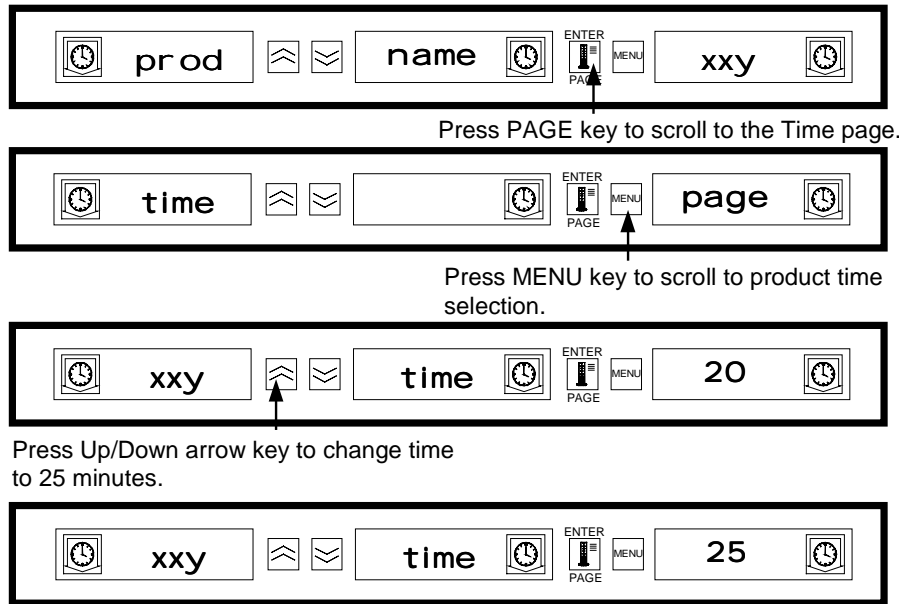 ENTER
prod name MENU xxy
PAGE
Press PAGE key to scroll to the Time page.
ENTER
time MENU page
PAGE
Press MENU key to scroll to product time
selection.
ENTER
xxy time MENU 20
PAGE
Press Up/Down arrow key to change time
to 25 minutes.
ENTER
xxy time MENU 25
PAGE